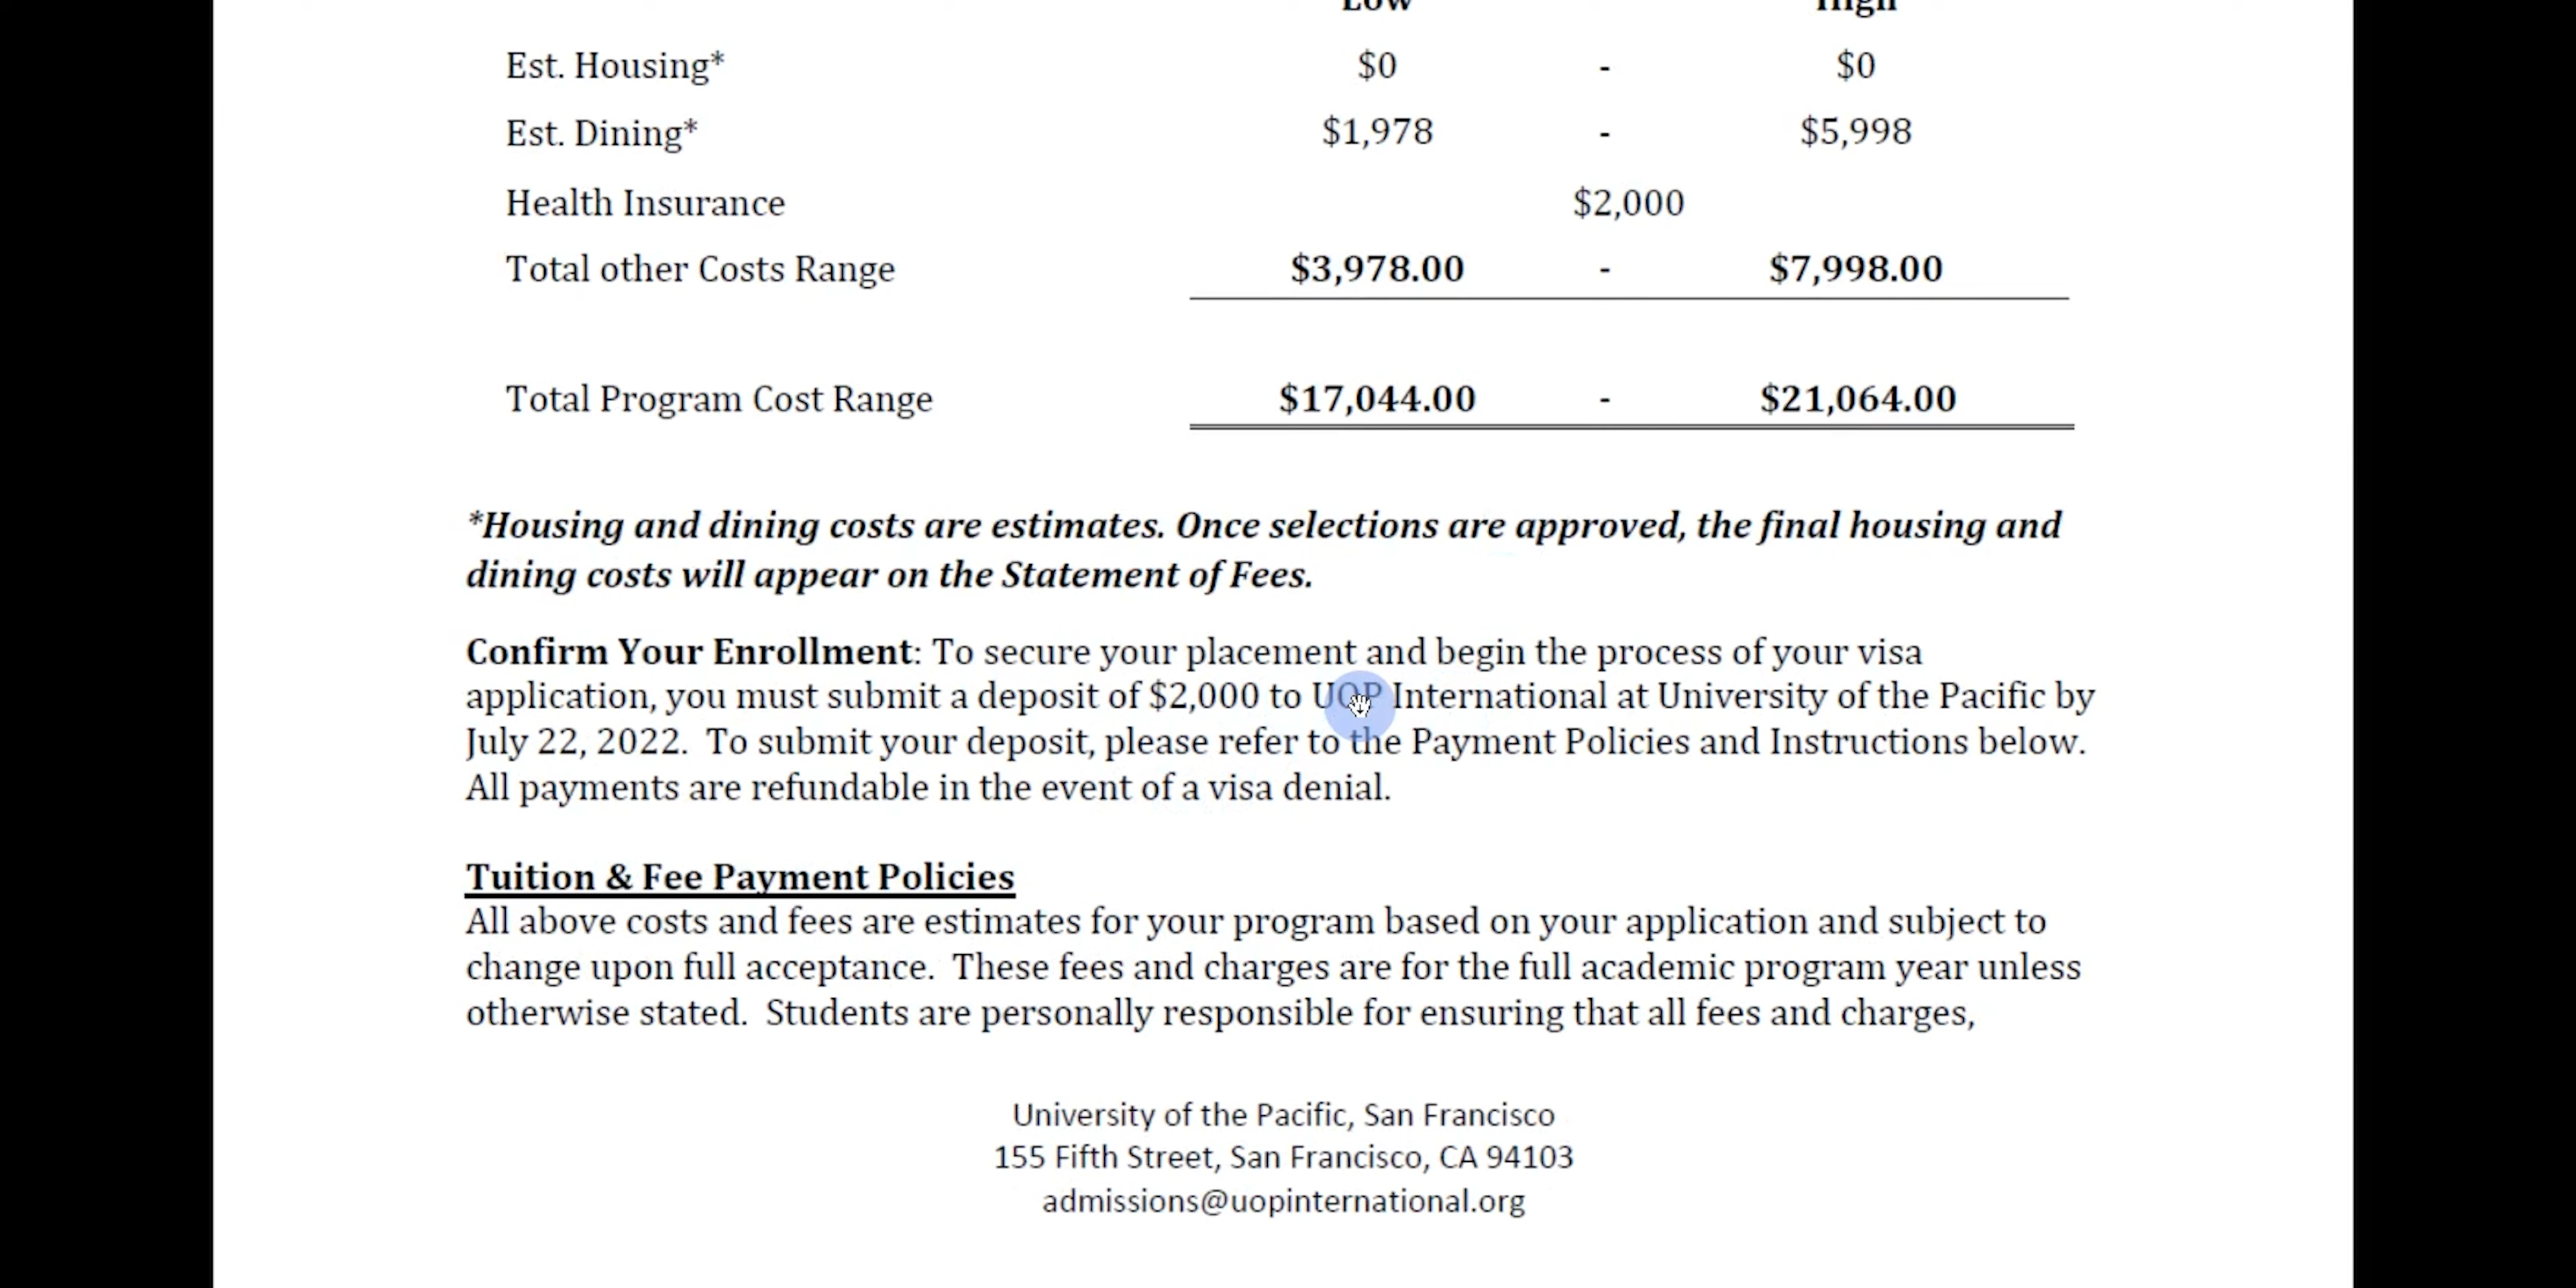 Low High
Est. Housing* $0 - $0
Est. Dining* $1,978 - $5,998
Health Insurance $2,000
Total other Costs Range $3,978.00 - $7,998.00
Total Program Cost Range $17,044.00 - $21,064.00
*Housing and dining costs are estimates. Once selections are approved, the final housing and
dining costs will appear on the Statement of Fees.
Confirm Your Enrollment: To secure your placement and begin the process of your visa
application, you must submit a deposit of $2,000 to UOP International at University of the Pacific by
July 22, 2022. To submit your deposit, please refer to the Payment Policies and Instructions below.
All payments are refundable in the event of a visa denial.
Tuition & Fee Payment Policies
All above costs and fees are estimates for your program based on your application and subject to
change upon full acceptance. These fees and charges are for the full academic program year unless
otherwise stated. Students are personally responsible for ensuring that all fees and charges,
University of the Pacific, San Francisco
155 Fifth Street, San Francisco, CA 94103
admissions@uopinternational.org